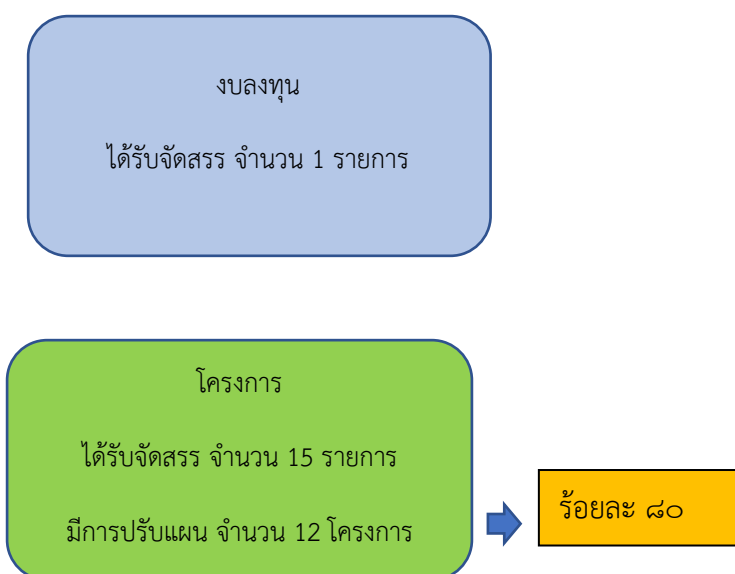 งบลงทุน
ได้รับจัดสรร จำนวน 1 รายการ
โครงการ
ได้รับจัดสรร จำนวน 15 รายการ
มีการปรับแผน จำนวน 12 โครงการ
ร้อยละ ๘๐